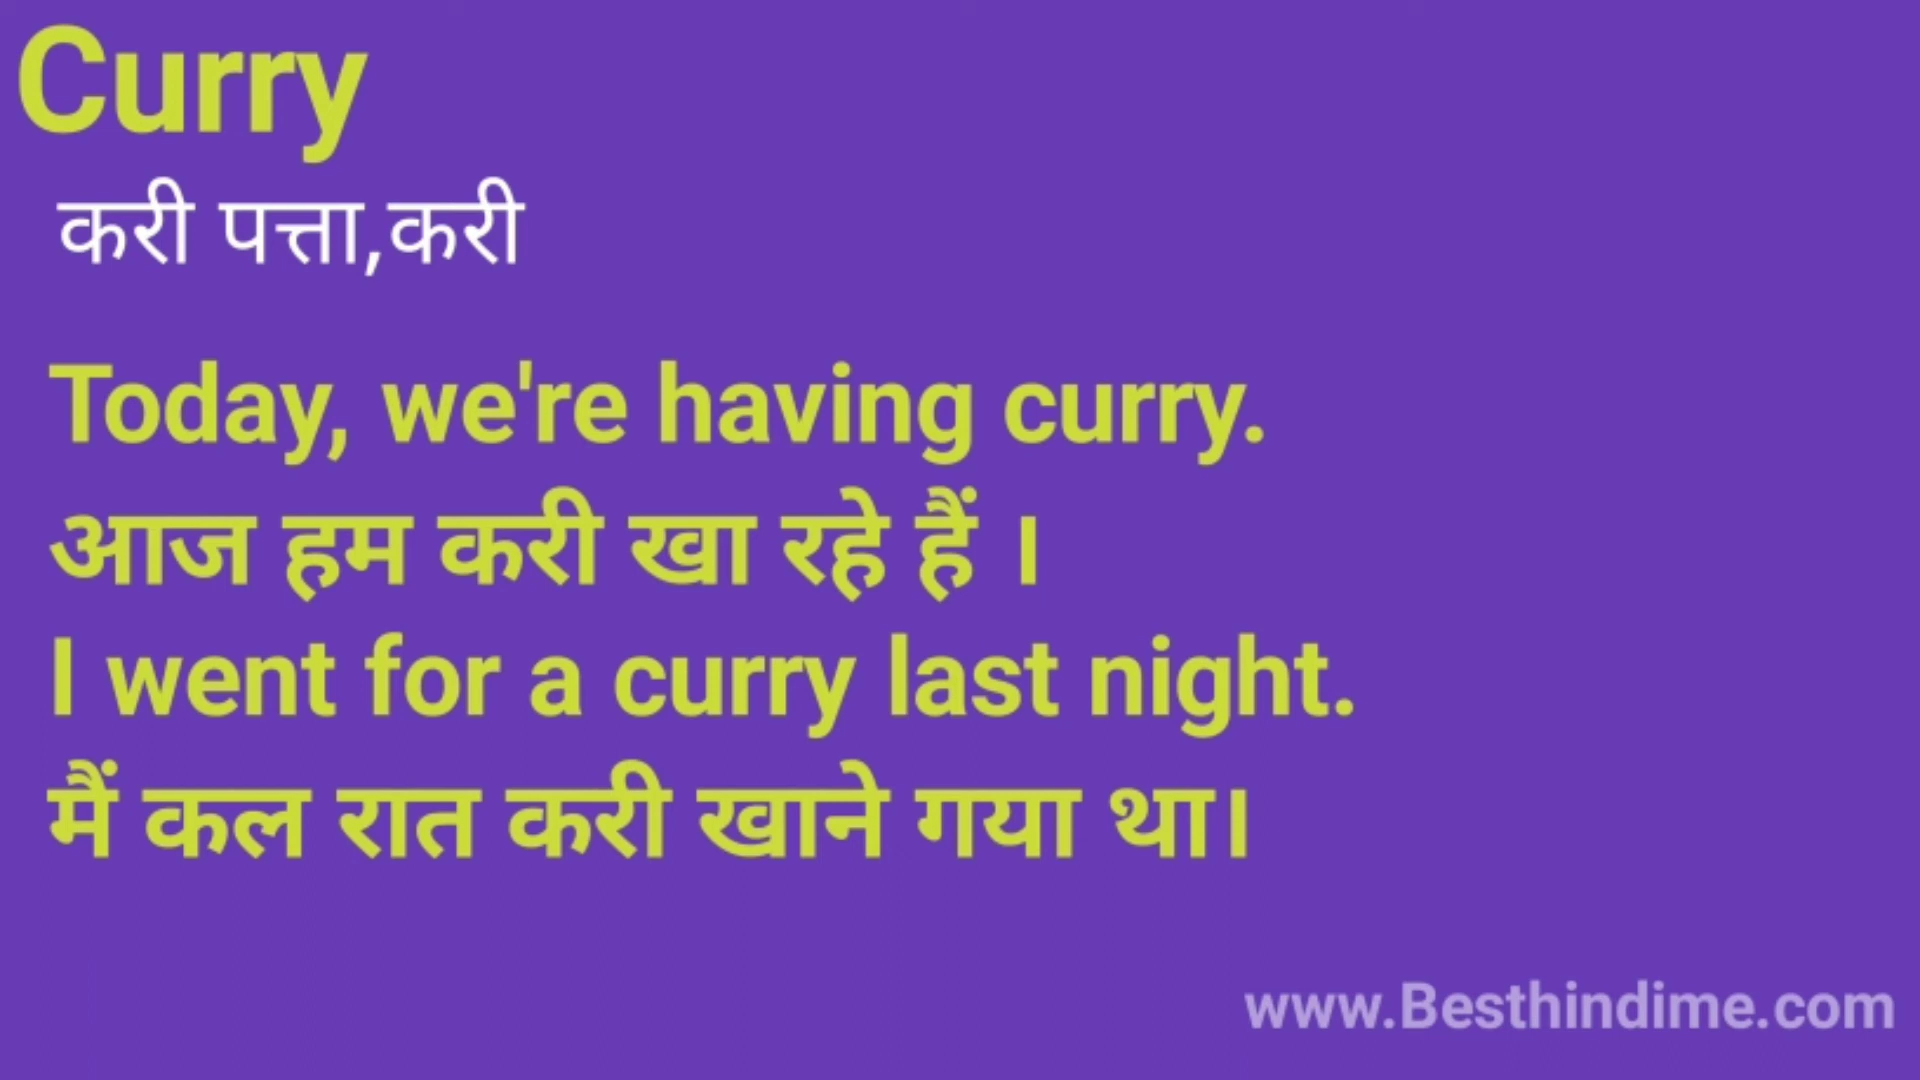 Curry
करी पत्ता,करी
Today, we're having curry.
आज हम करी खा रहे हैं ।
I went for a curry last night.
मैं कल रात करी खाने गया था।
www.Besthindime.com